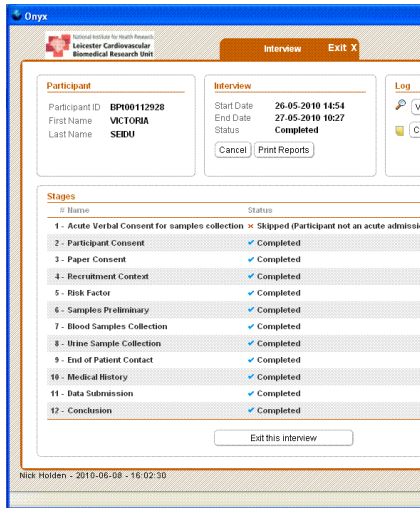 Onyx
National Institute for Health Research
Leicester Cardiovascular
Biomedical Research Unit
Interview Exit X
Participant
Participant ID BPt00112928
First Name VICTORIA
Last Name SEIDU
Interview
Start Date 26-05-2010 14:54
End Date 27-05-2010 10:27
Status Completed
Cancel Print Reports
Log
V
C
Stages
# Name Status
1 - Acute Verbal Consent for samples collection × Skipped (Participant not an acute admissi
2 - Participant Consent ✔ Completed
3 - Paper Consent ✔ Completed
4 - Recruitment Context ✔ Completed
5 - Risk Factor ✔ Completed
6 - Samples Preliminary ✔ Completed
7 - Blood Samples Collection ✔ Completed
8 - Urine Sample Collection ✔ Completed
9 - End of Patient Contact ✔ Completed
10 - Medical History ✔ Completed
11 - Data Submission ✔ Completed
12 - Conclusion ✔ Completed
Exit this interview
Nick Holden - 2010-06-08 - 16:02:30